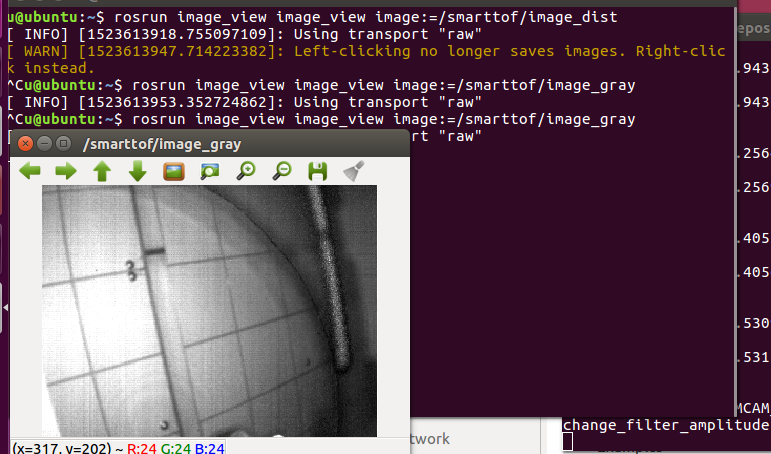 u@ubuntu:~$ rosrun image_view image_view image:=/smarttof/image_dist
[ INFO] [1523613918.755097109]: Using transport "raw"
[ WARN] [1523613947.714223382]: Left-clicking no longer saves images. Right-clic
k instead.
^Cu@ubuntu:~$ rosrun image_view image_view image:=/smarttof/image_gray
[ INFO] [1523613953.352724862]: Using transport "raw"
^Cu@ubuntu:~$ rosrun image_view image_view image:=/smarttof/image_gray
rt "raw"
/smarttof/image_gray
(x=317, y=202) ~ R:24 G:24 B:24
epos
.943
.943
.256
.256
.405
.405
.530
.531
MCAM_
change_filter_amplitude
twork